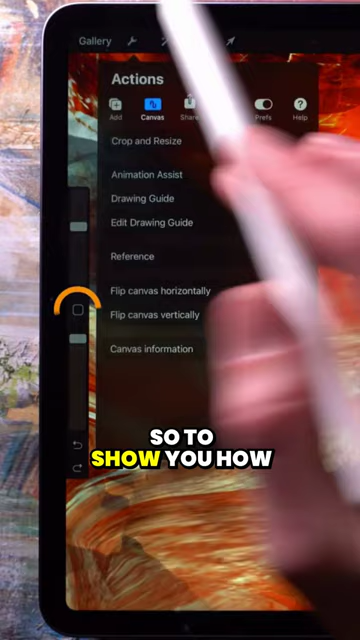 Gallery
Actions
Add
Canvas
Share
Prefs
Help
Crop and Resize
Animation Assist
Drawing Guide
Edit Drawing Guide
Reference
Flip canvas horizontally
Flip canvas vertically
Canvas information
SO TO
SHOW YOU HOW